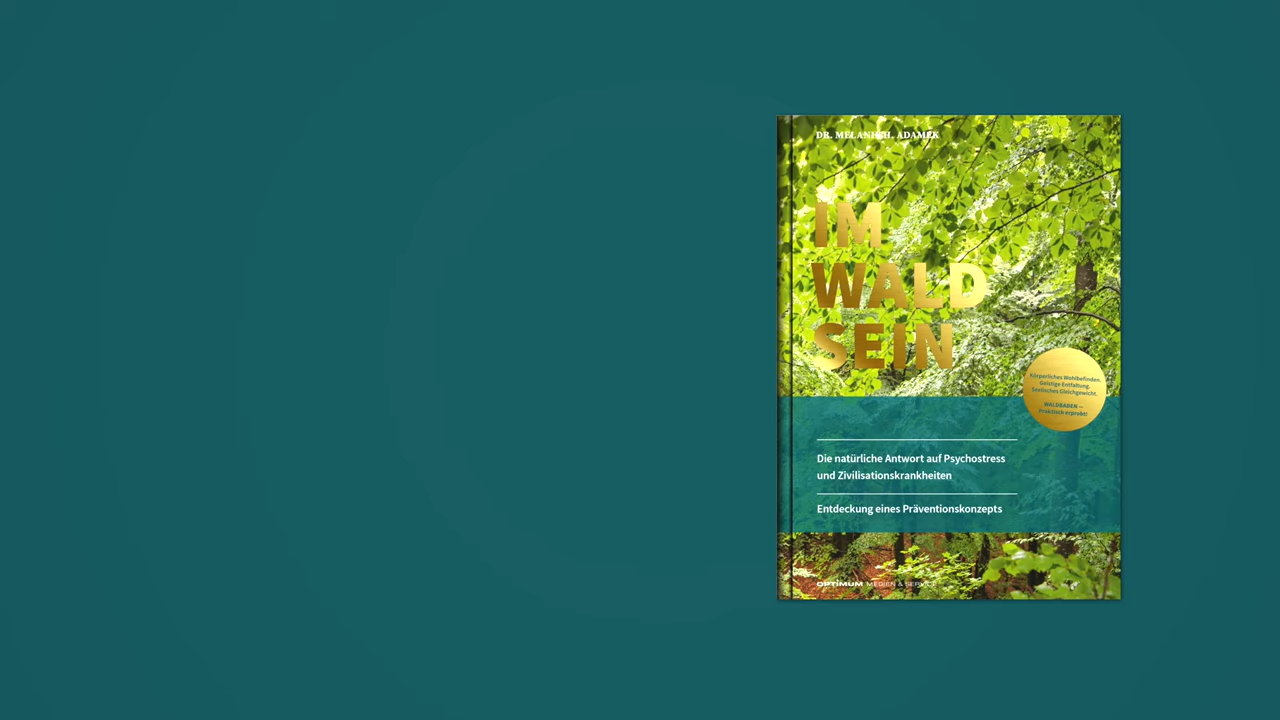 DR. MELANIE H. ADAMEK
IM
WALD
SEIN
Körperliches Wohlbefinden.
Geistige Entfaltung.
Seelisches Gleichgewicht.
WALDBADEN –
Praktisch erprobt!
Die natürliche Antwort auf Psychostress
und Zivilisationskrankheiten
Entdeckung eines Präventionskonzepts
OPTIMUM MEDIEN & SERVICE